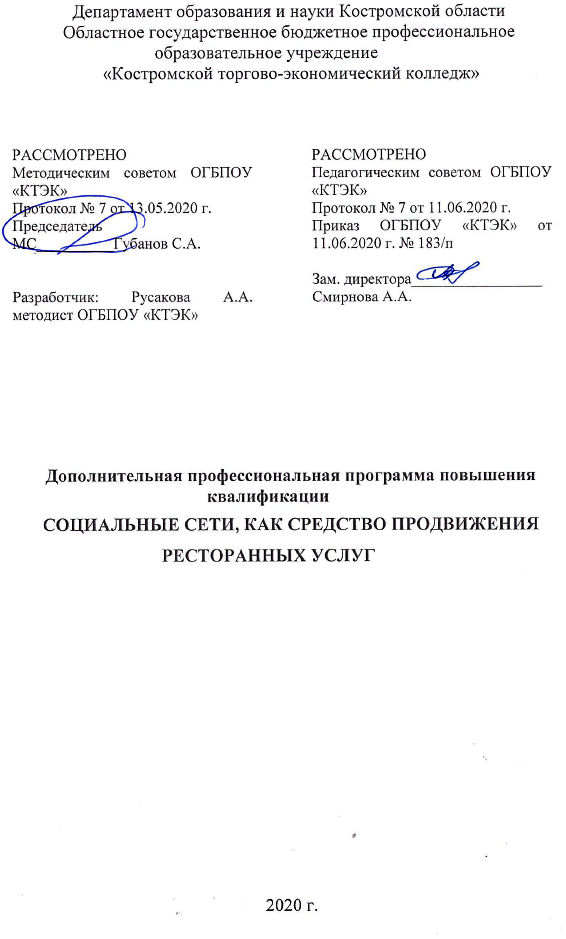 Департамент образования и науки Костромской области
Областное государственное бюджетное профессиональное
образовательное учреждение
«Костромской торгово-экономический колледж»
РАССМОТРЕНО
Методическим советом ОГБПОУ
«КТЭК»
Протокол № 7 от 13.05.2020 г.
Председатель
МС__________Губанов С.А.
Разработчик: Русакова А.А.
методист ОГБПОУ «КТЭК»
РАССМОТРЕНО
Педагогическим советом ОГБПОУ
«КТЭК»
Протокол № 7 от 11.06.2020 г.
Приказ ОГБПОУ «КТЭК» от
11.06.2020 г. № 183/п
Зам. директора________________
Смирнова А.А.
Дополнительная профессиональная программа повышения
квалификации
СОЦИАЛЬНЫЕ СЕТИ, КАК СРЕДСТВО ПРОДВИЖЕНИЯ
РЕСТОРАННЫХ УСЛУГ
2020 г.